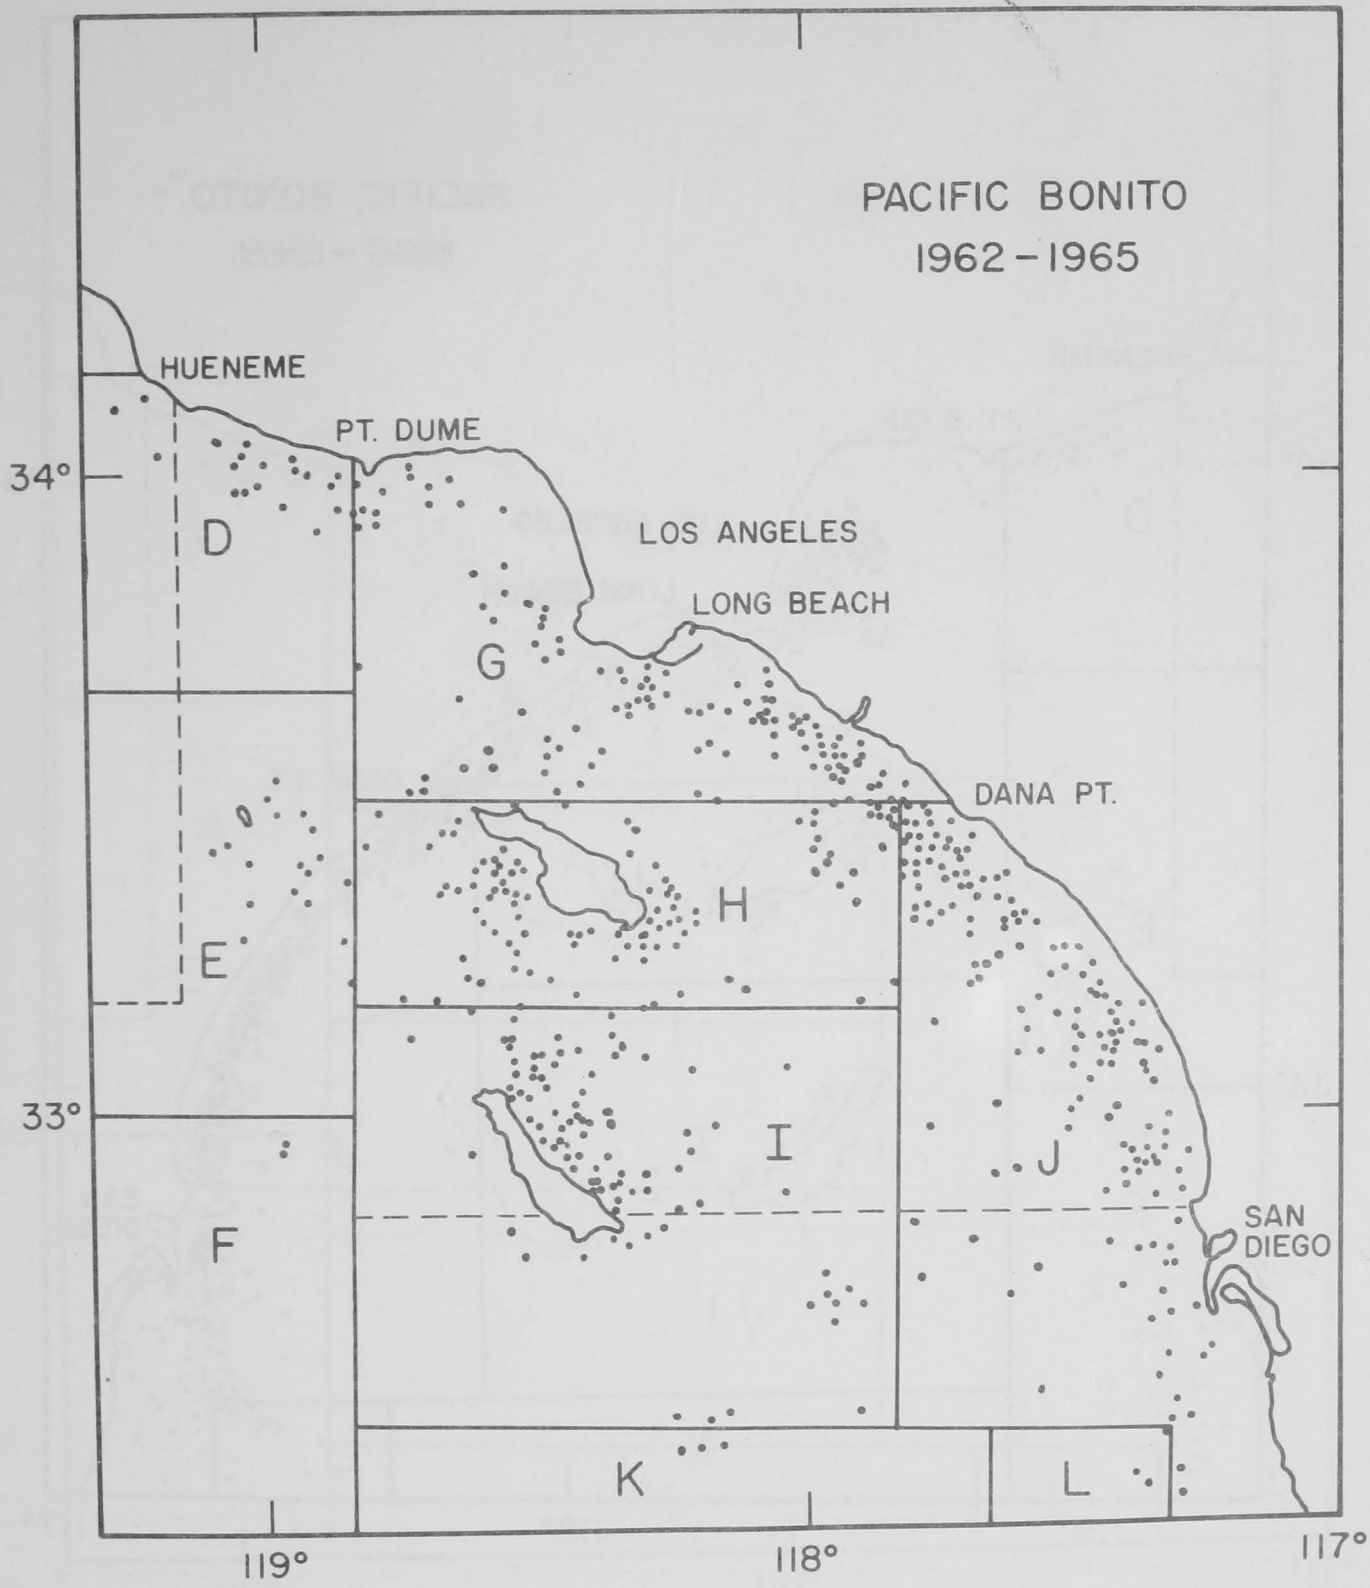 PACIFIC BONITO
1962–1965
HUENEME
PT. DUME
34°
D
LOS ANGELES
LONG BEACH
G
DANA PT.
H
E
33°
I
J
F
SAN
DIEGO
K
L
119°
118°
117°